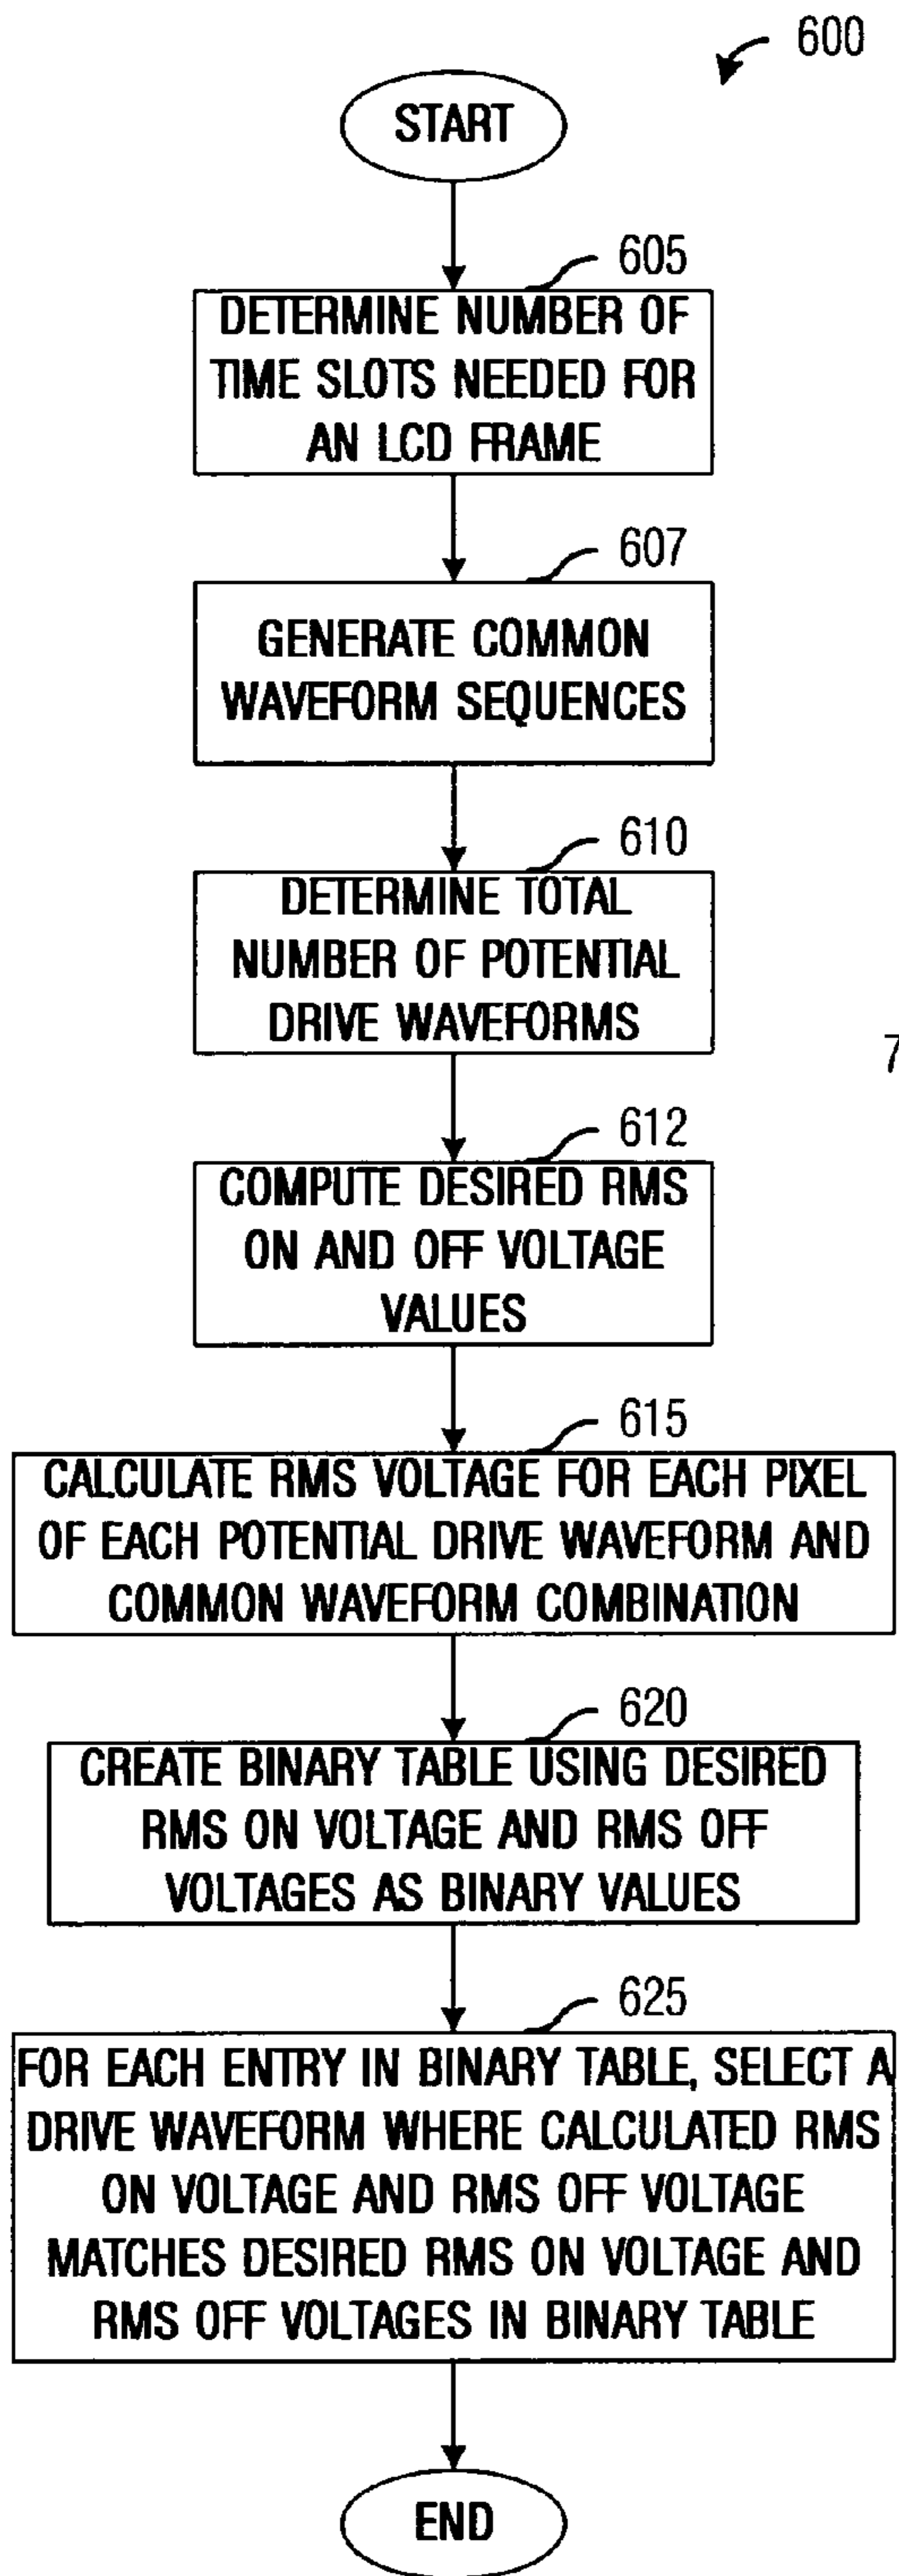 600
START
605
DETERMINE NUMBER OF
TIME SLOTS NEEDED FOR
AN LCD FRAME
607
GENERATE COMMON
WAVEFORM SEQUENCES
610
DETERMINE TOTAL
NUMBER OF POTENTIAL
DRIVE WAVEFORMS
7
612
COMPUTE DESIRED RMS
ON AND OFF VOLTAGE
VALUES
615
CALCULATE RMS VOLTAGE FOR EACH PIXEL
OF EACH POTENTIAL DRIVE WAVEFORM AND
COMMON WAVEFORM COMBINATION
620
CREATE BINARY TABLE USING DESIRED
RMS ON VOLTAGE AND RMS OFF
VOLTAGES AS BINARY VALUES
625
FOR EACH ENTRY IN BINARY TABLE, SELECT A
DRIVE WAVEFORM WHERE CALCULATED RMS
ON VOLTAGE AND RMS OFF VOLTAGE
MATCHES DESIRED RMS ON VOLTAGE AND
RMS OFF VOLTAGES IN BINARY TABLE
END